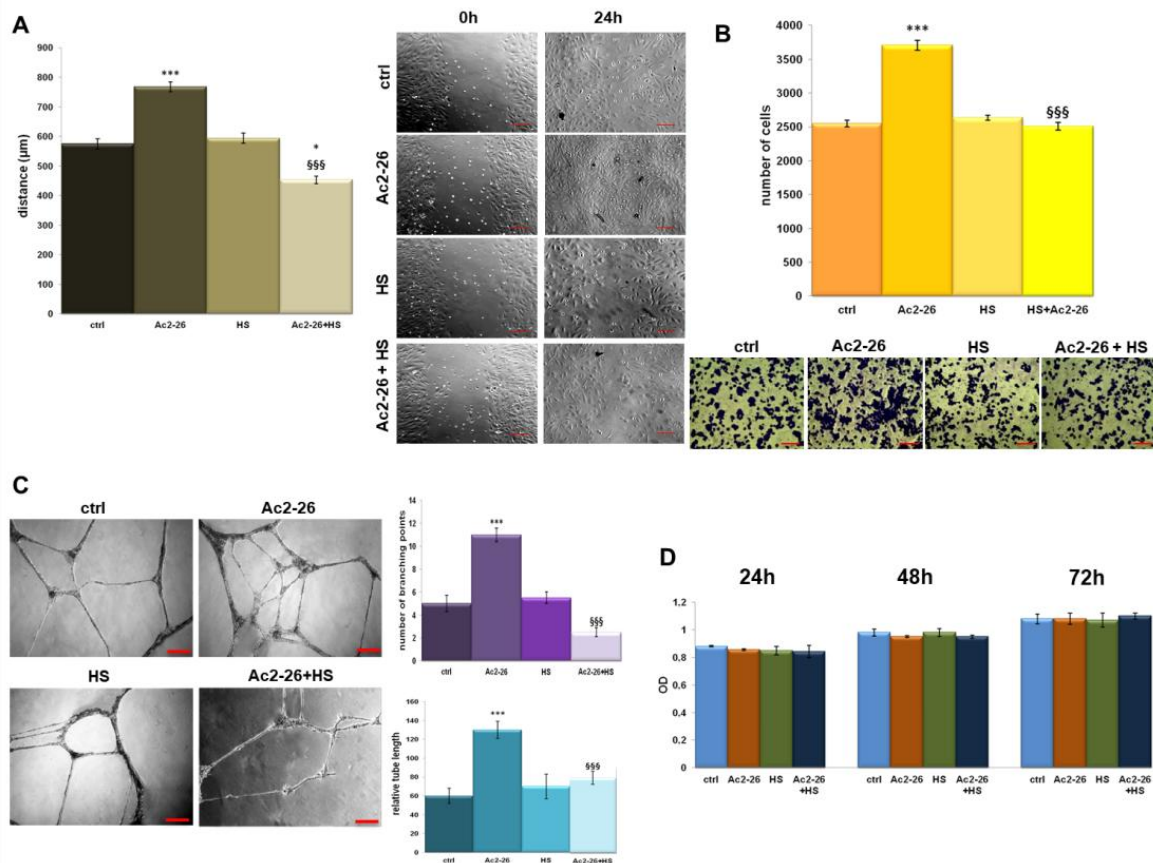 A
900
800
700
600
500
400
300
200
100
0
distance (µm)
***
*
§§§
ctrl Ac2-26 HS Ac2-26+HS
0h 24h
ctrl
Ac2-26
HS
Ac2-26 + HS
B
4000
3500
3000
2500
2000
1500
1000
500
0
number of cells
***
§§§
ctrl Ac2-26 HS HS+Ac2-26
ctrl Ac2-26 HS Ac2-26 + HS
C
ctrl Ac2-26
HS Ac2-26+HS
14
12
10
8
6
4
2
0
number of branching points
***
§§§
ctrl Ac2-26 HS Ac2-26+HS
160
140
120
100
80
60
40
20
0
relative tube length
***
§§§
ctrl Ac2-26 HS Ac2-26+HS
D
24h 48h 72h
1.2
1
0.8
0.6
0.4
0.2
0
OD
ctrl Ac2-26 HS Ac2-26 ctrl Ac2-26 HS Ac2-26 ctrl Ac2-26 HS Ac2-26
+HS +HS +HS